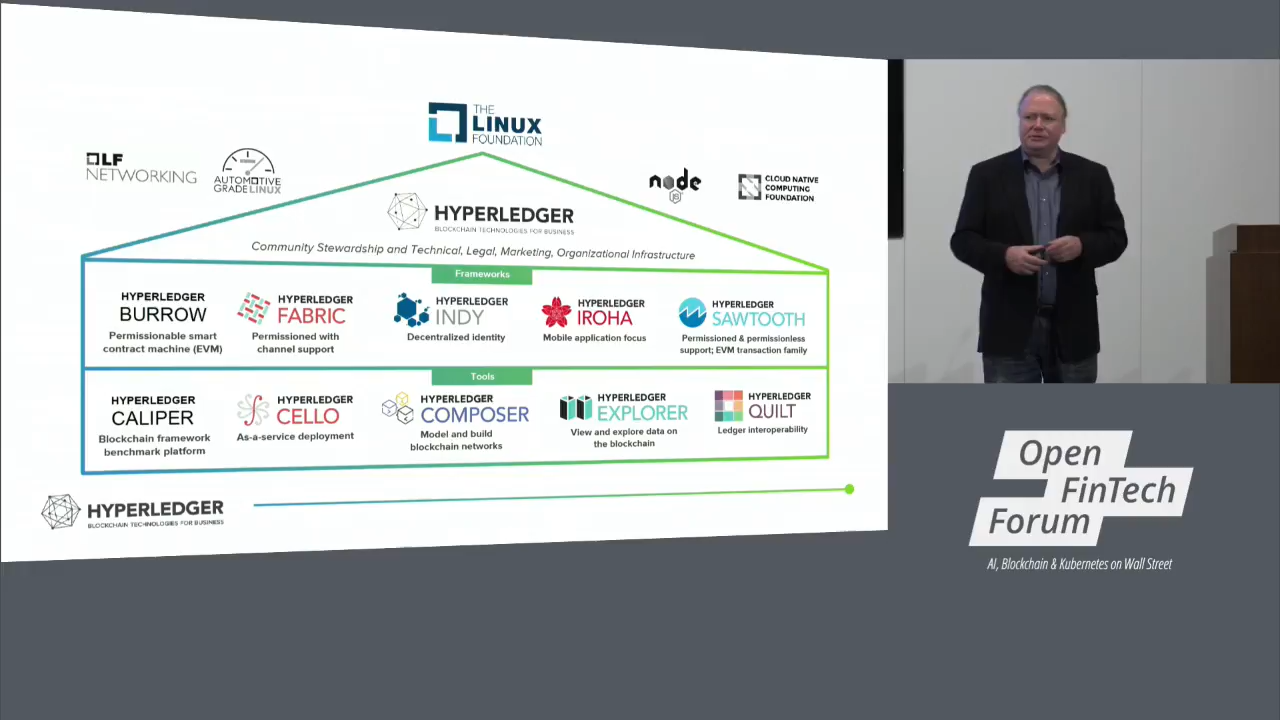 THE
LINUX
FOUNDATION
LF
NETWORKING
AUTOMOTIVE
GRADE LINUX
node
JS
CLOUD NATIVE
COMPUTING
FOUNDATION
HYPERLEDGER
BLOCKCHAIN TECHNOLOGIES FOR BUSINESS
Community Stewardship and Technical, Legal, Marketing, Organizational Infrastructure
Frameworks
HYPERLEDGER
BURROW
Permissionable smart
contract machine (EVM)
HYPERLEDGER
FABRIC
Permissioned with
channel support
HYPERLEDGER
INDY
Decentralized identity
HYPERLEDGER
IROHA
Mobile application focus
HYPERLEDGER
SAWTOOTH
Permissioned & permissionless
support; EVM transaction family
Tools
HYPERLEDGER
CALIPER
Blockchain framework
benchmark platform
HYPERLEDGER
CELLO
As-a-service deployment
HYPERLEDGER
COMPOSER
Model and build
blockchain networks
HYPERLEDGER
EXPLORER
View and explore data on
the blockchain
HYPERLEDGER
QUILT
Ledger interoperability
HYPERLEDGER
BLOCKCHAIN TECHNOLOGIES FOR BUSINESS
Open
FinTech
Forum
AI, Blockchain & Kubernetes on Wall Street